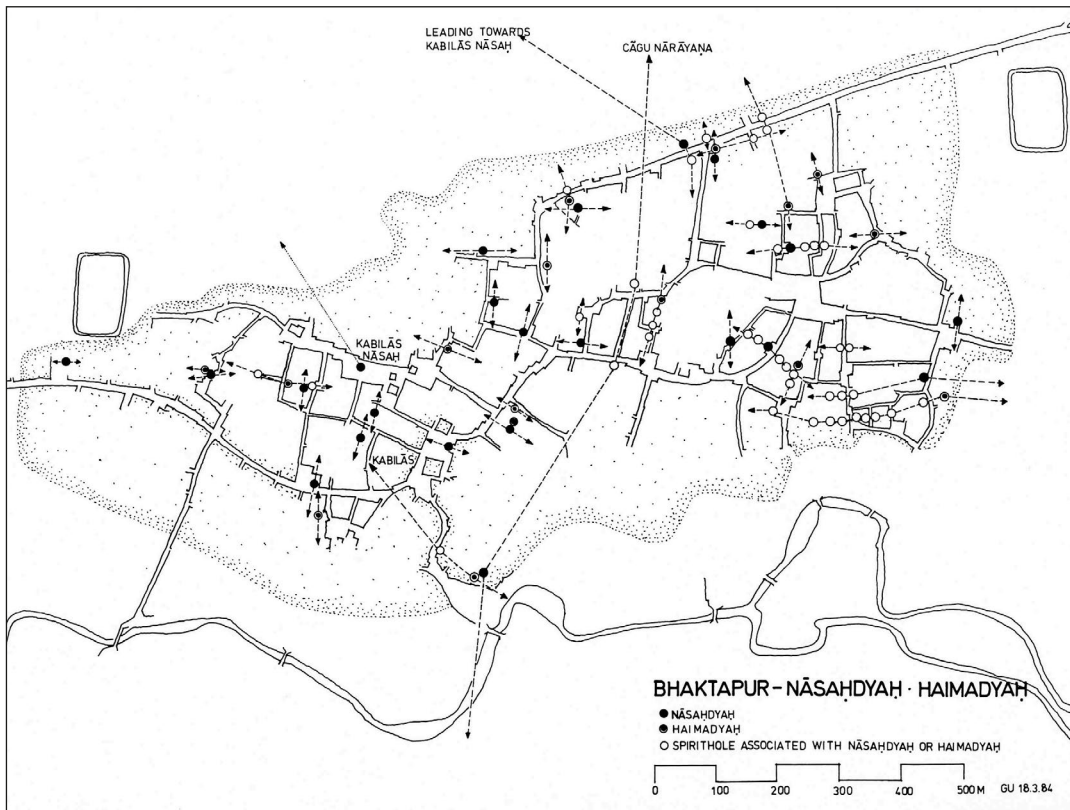 LEADING TOWARDS
KABILĀS NĀSAḤ
CĀGU NĀRĀYAṆA
KABILĀS
NĀSAḤ
KABILĀS
BHAKTAPUR – NĀSAḤDYAḤ · HAIMADYAḤ
NĀSAḤDYAḤ
HAIMADYAḤ
SPIRITHOLE ASSOCIATED WITH NĀSAḤDYAḤ OR HAIMADYAḤ
0 100 200 300 400 500 M GU 18.3.84